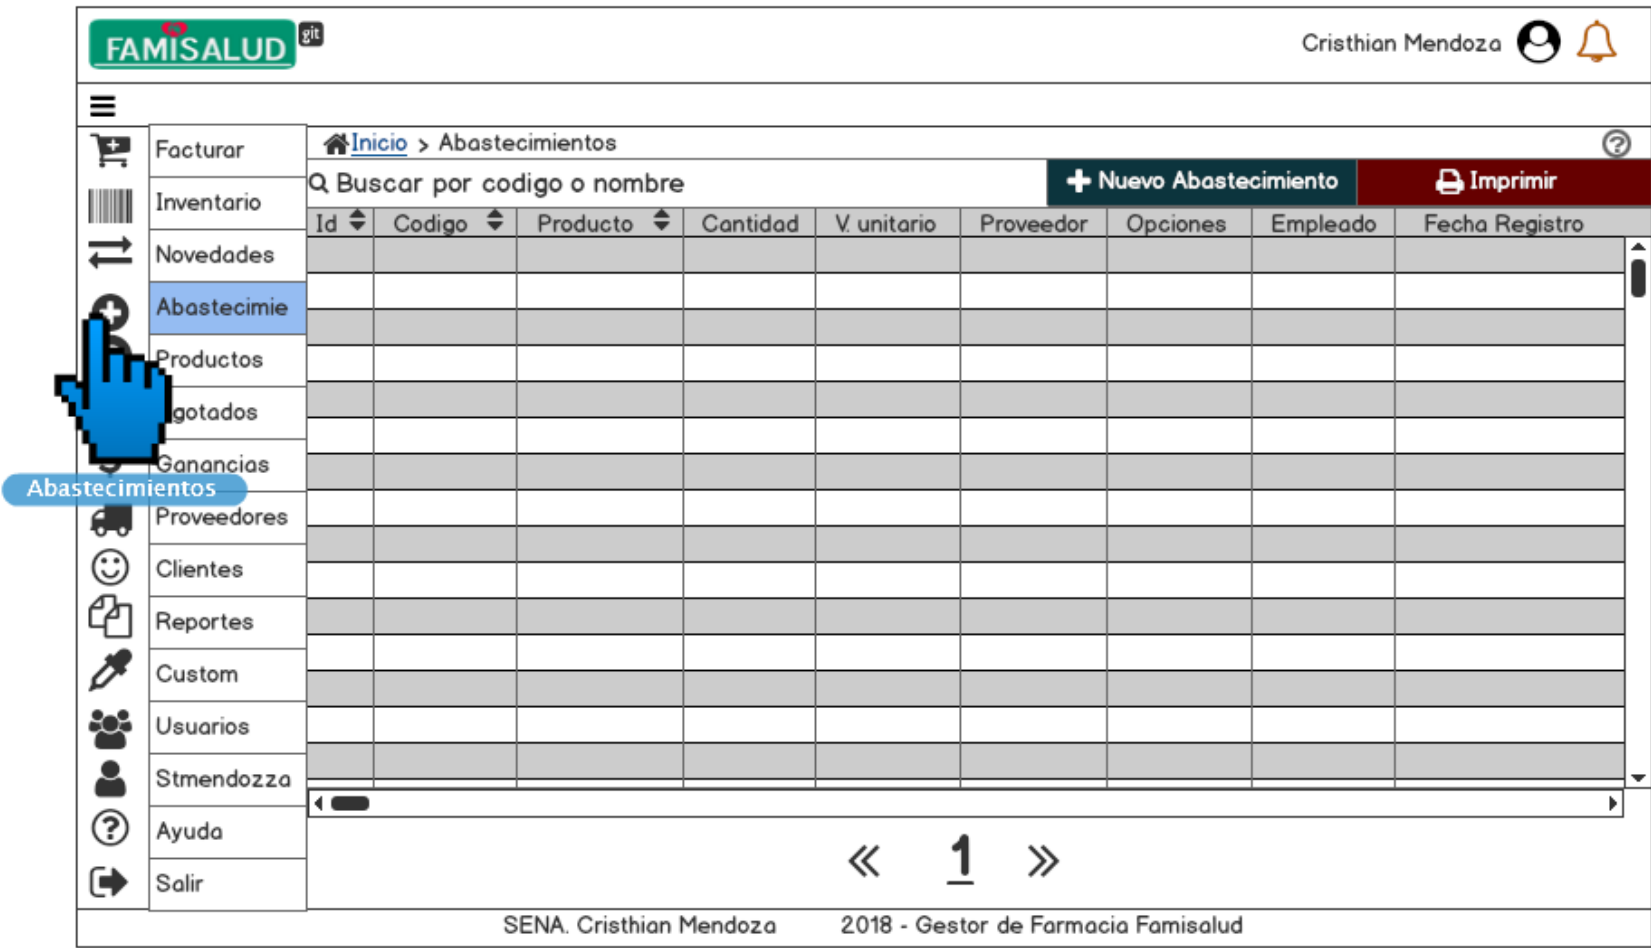 FAMISALUD
git
Cristhian Mendoza
Inicio > Abastecimientos
Buscar por codigo o nombre
Nuevo Abastecimiento
Imprimir
Id Codigo Producto Cantidad V. unitario Proveedor Opciones Empleado Fecha Registro
Facturar
Inventario
Novedades
Abastecimie
Productos
gotados
Ganancias
Abastecimientos
Proveedores
Clientes
Reportes
Custom
Usuarios
Stmendozza
Ayuda
Salir
« 1 »
SENA. Cristhian Mendoza 2018 - Gestor de Farmacia Famisalud